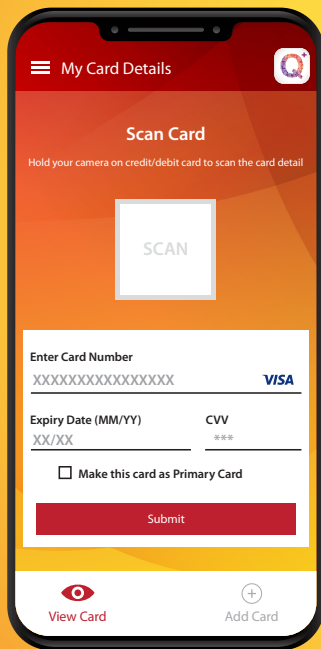 My Card Details
Q+
Scan Card
Hold your camera on credit/debit card to scan the card detail
SCAN
Enter Card Number
XXXXXXXXXXXXXXXX VISA
Expiry Date (MM/YY) CVV
XX/XX ***
Make this card as Primary Card
Submit
View Card Add Card